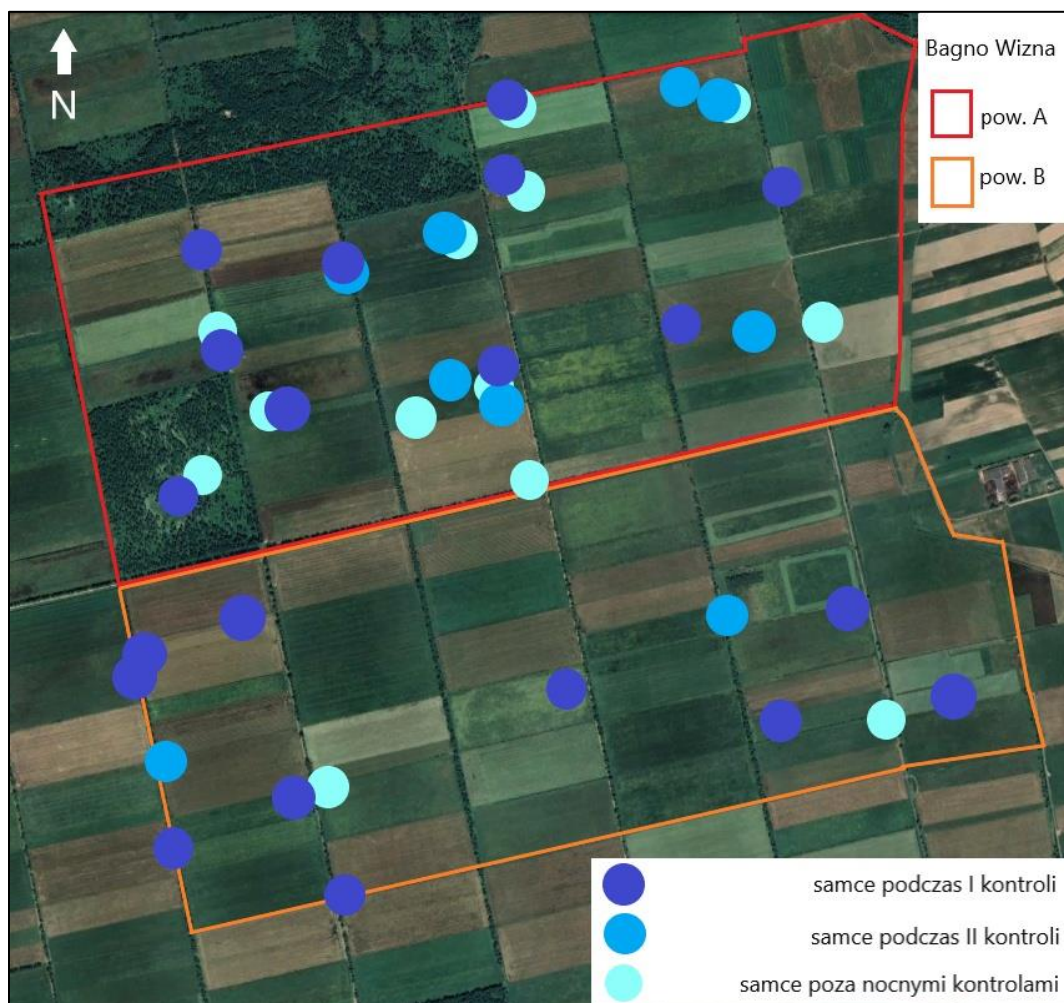 N
Bagno Wizna
pow. A
pow. B
samce podczas I kontroli
samce podczas II kontroli
samce poza nocnymi kontrolami